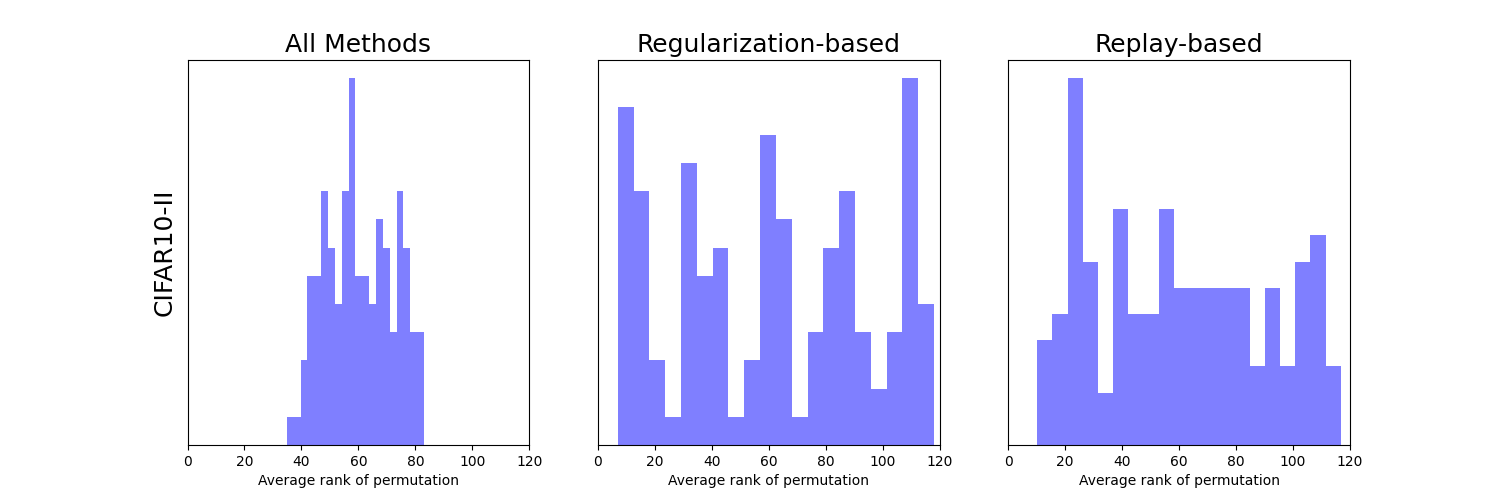 All Methods
Regularization-based
Replay-based
CIFAR10-II
0 20 40 60 80 100 120
0 20 40 60 80 100 120
0 20 40 60 80 100 120
Average rank of permutation
Average rank of permutation
Average rank of permutation